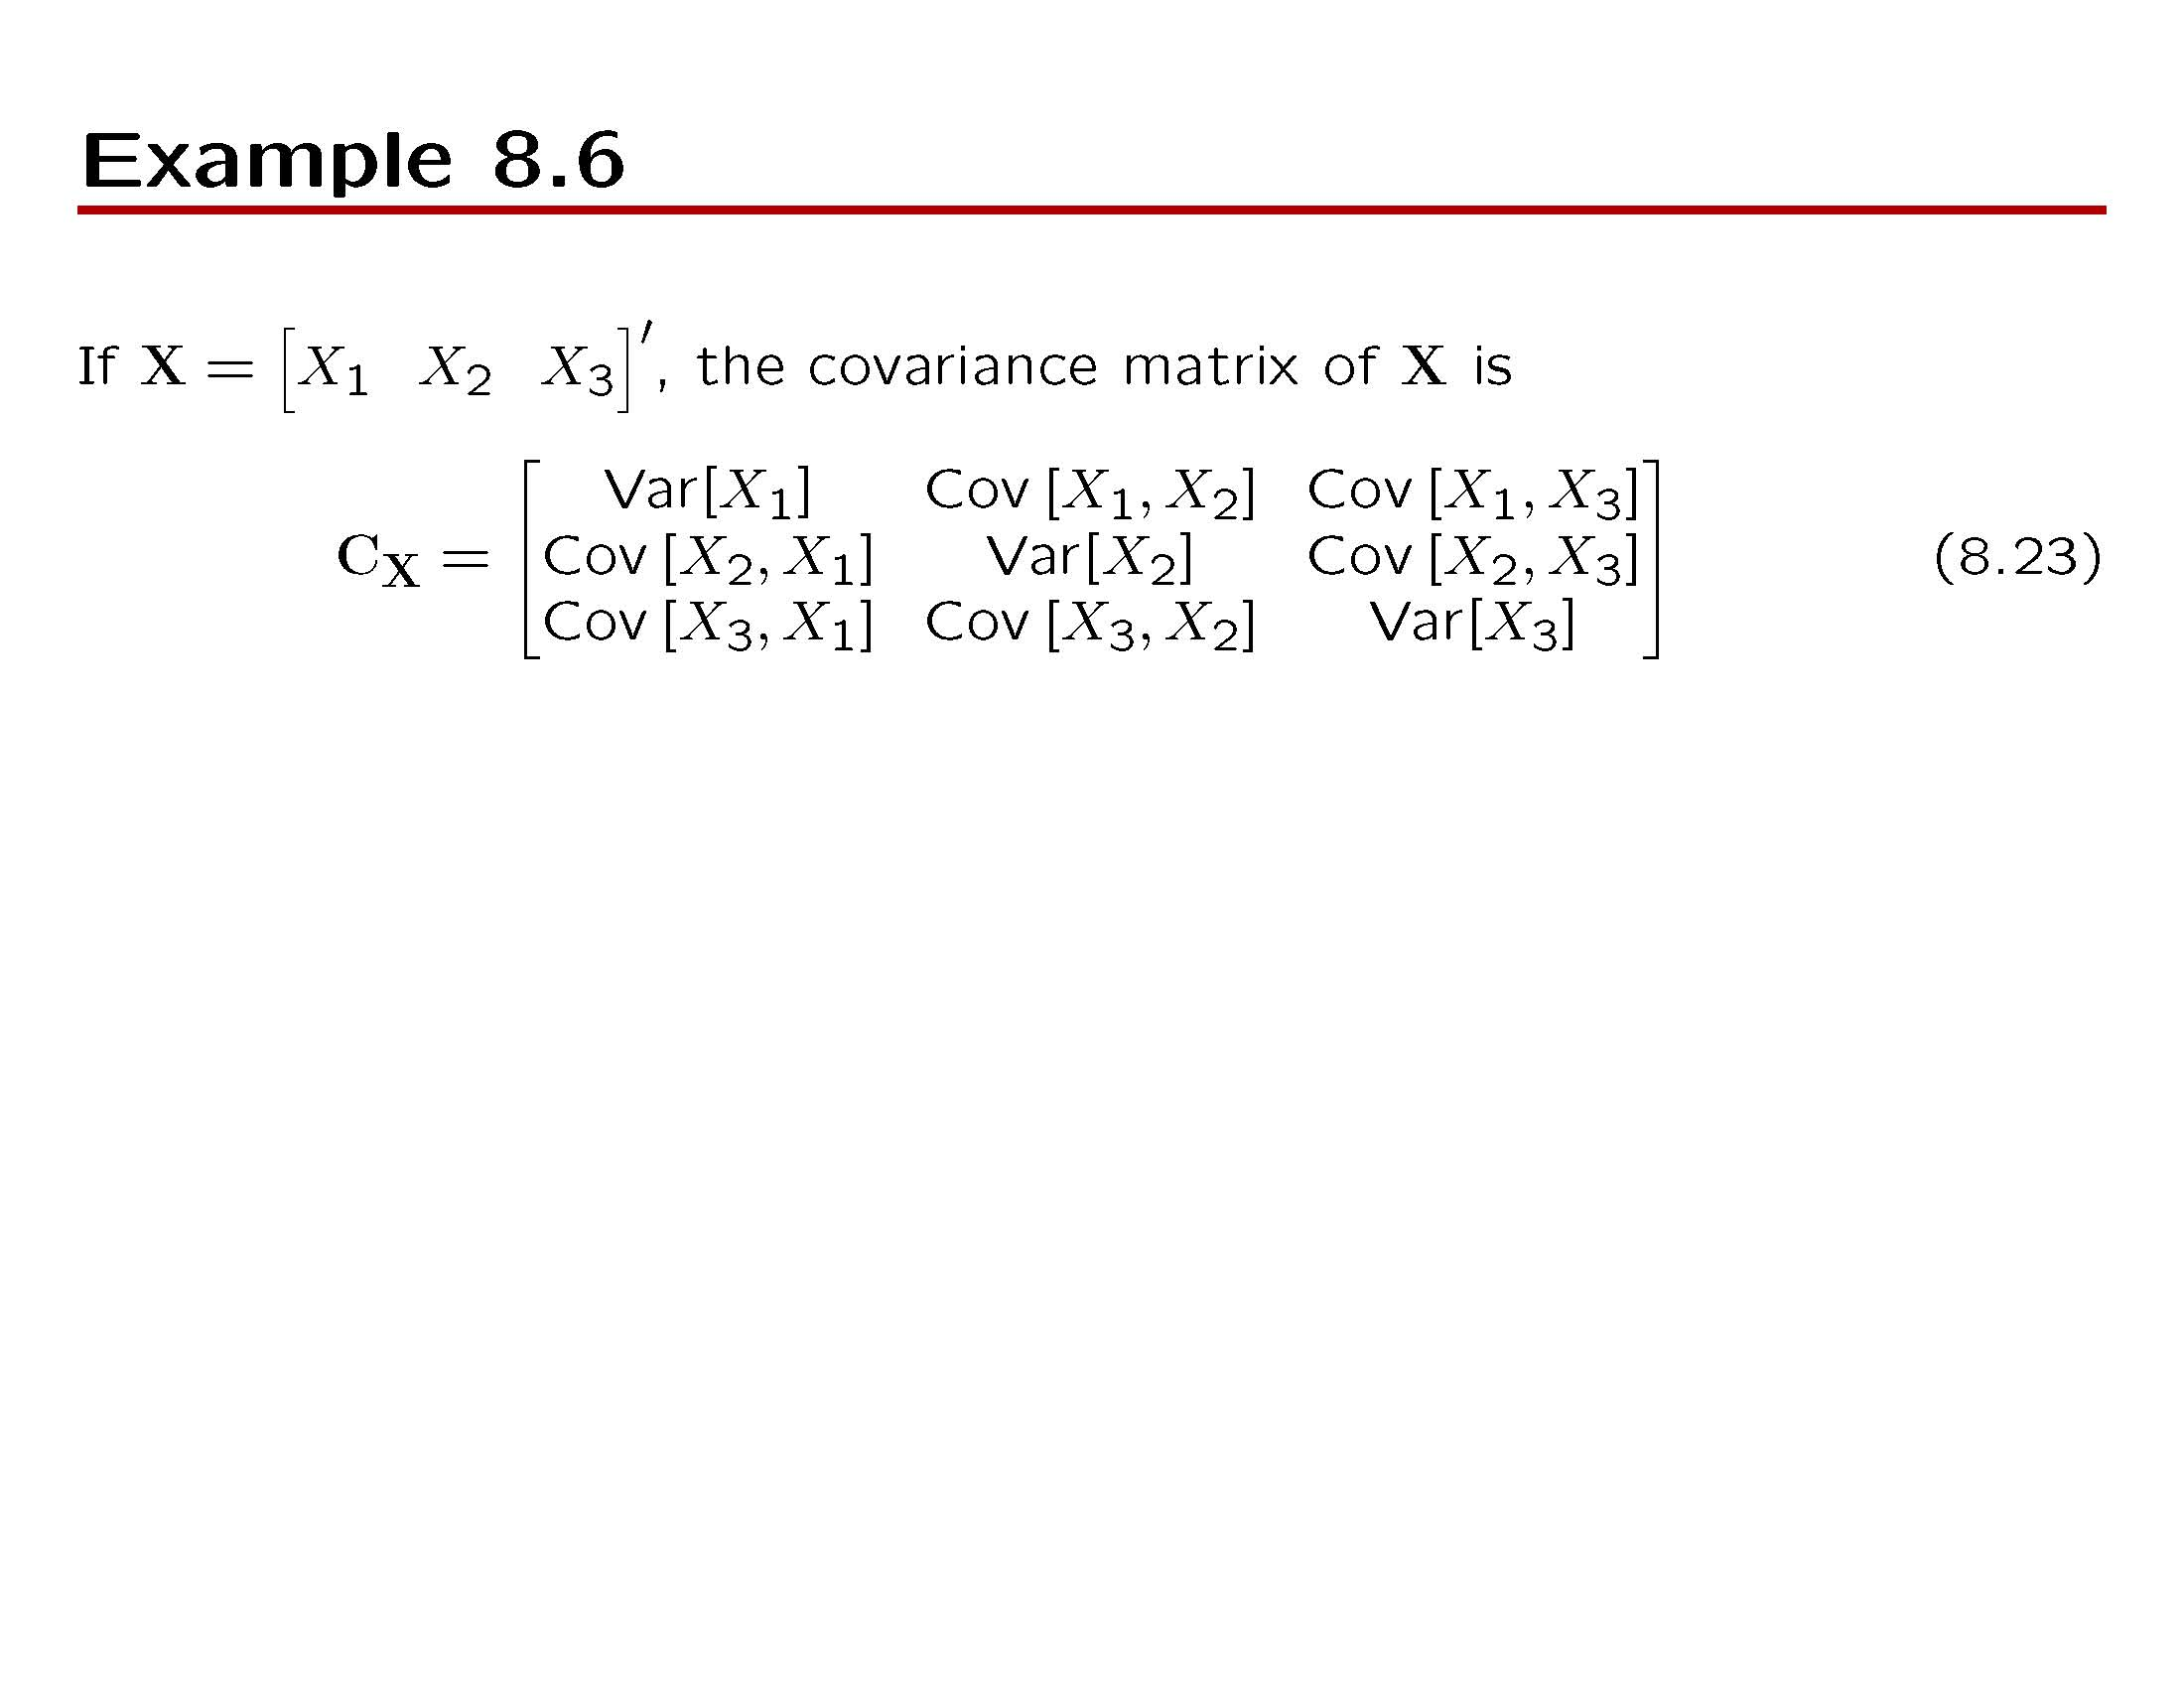 Example 8.6
If X = [X1 X2 X3]′, the covariance matrix of X is
Var[X1] Cov [X1, X2] Cov [X1, X3]
CX = Cov [X2, X1] Var[X2] Cov [X2, X3] (8.23)
Cov [X3, X1] Cov [X3, X2] Var[X3]